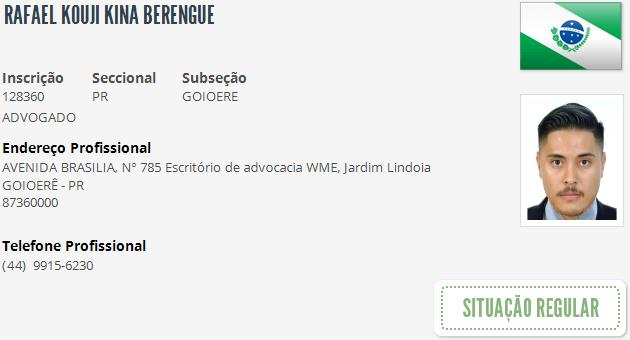 RAFAEL KOUJI KINA BERENGUE
Inscrição Seccional Subseção
128360 PR GOIOERE
ADVOGADO
Endereço Profissional
AVENIDA BRASILIA, Nº 785 Escritório de advocacia WME, Jardim Lindoia
GOIOERÊ - PR
87360000
Telefone Profissional
(44) 9915-6230
SITUAÇÃO REGULAR